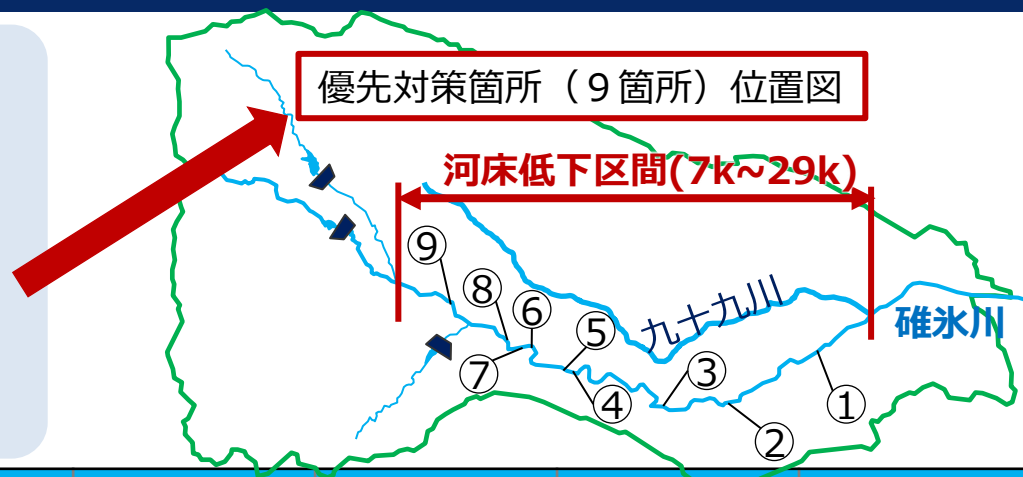 優先対策箇所（９箇所）位置図
河床低下区間(7k~29k)
⑨
⑧
⑥
⑤
九十九川
碓氷川
⑦
④
③
②
①